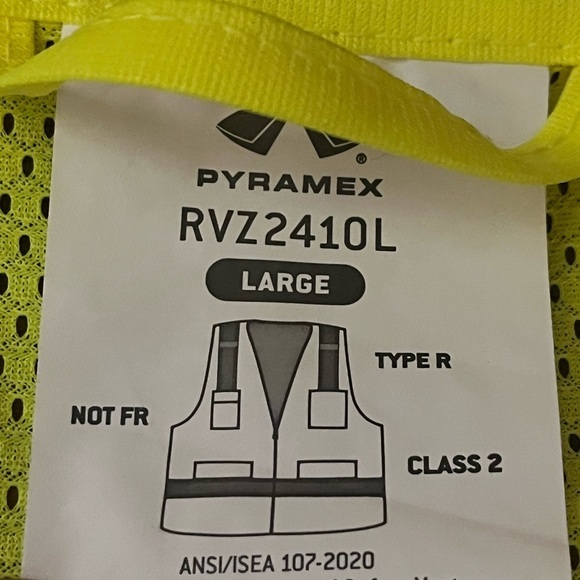 ®
PYRAMEX
RVZ2410L
LARGE
TYPE R
NOT FR
CLASS 2
ANSI/ISEA 107-2020